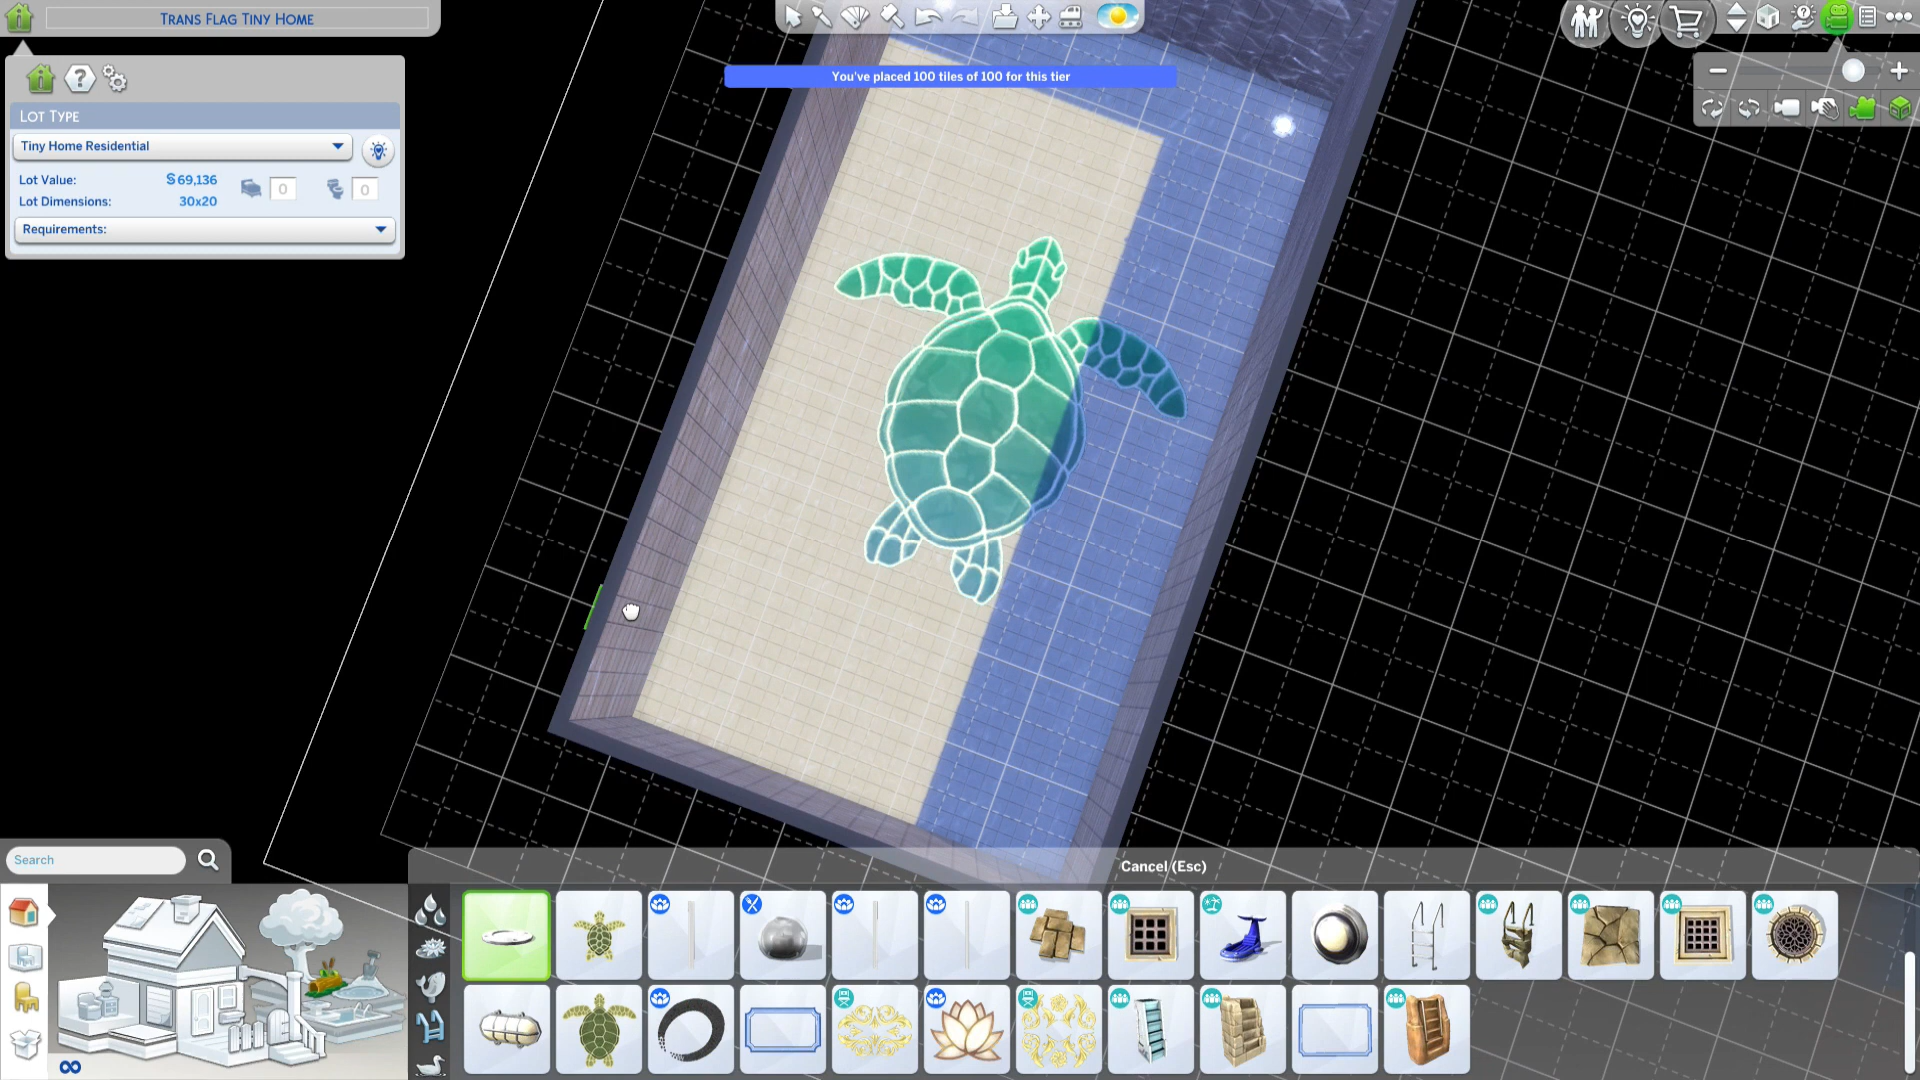 TRANS FLAG TINY HOME
You've placed 100 tiles of 100 for this tier
LOT TYPE
Tiny Home Residential
Lot Value: §69,136 0 0
Lot Dimensions: 30x20
Requirements:
Cancel (Esc)
Search